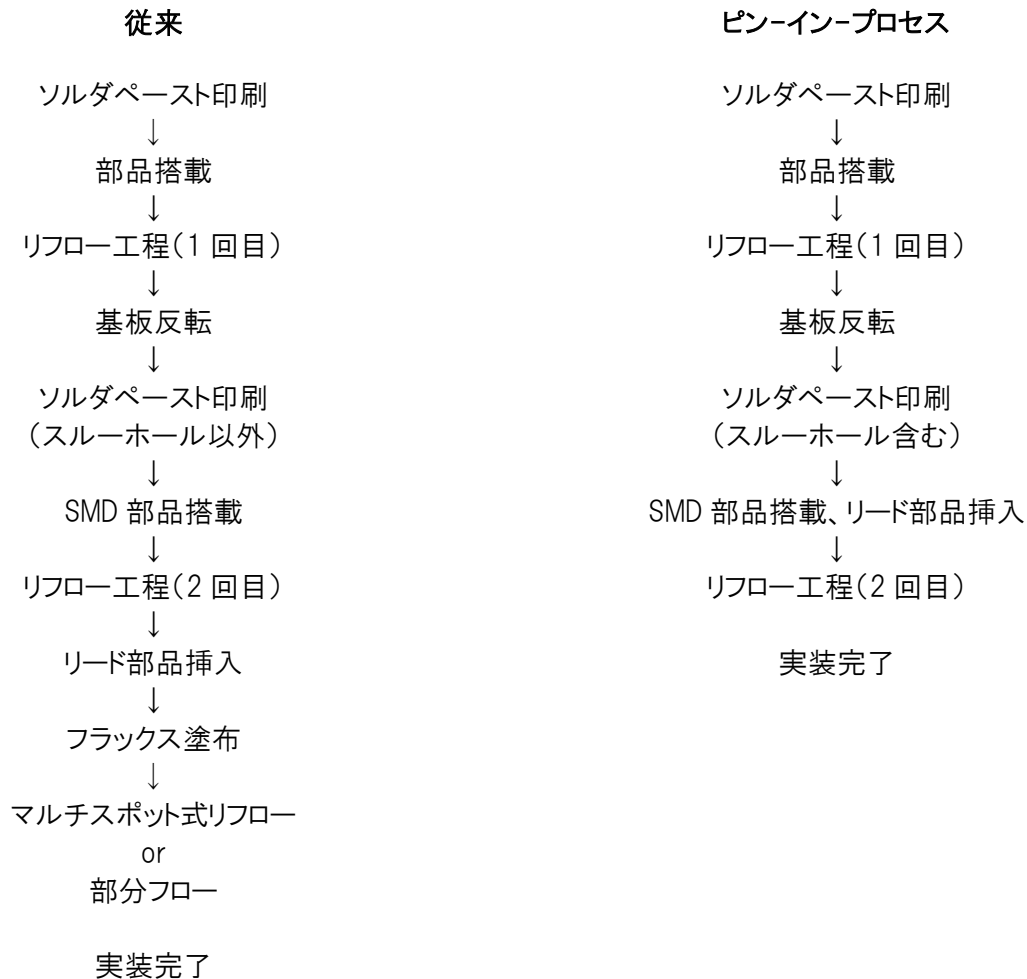 従来
ソルダペースト印刷
↓
部品搭載
↓
リフロー工程(1 回目)
↓
基板反転
↓
ソルダペースト印刷
(スルーホール以外)
↓
SMD 部品搭載
↓
リフロー工程(2 回目)
↓
リード部品挿入
↓
フラックス塗布
↓
マルチスポット式リフロー
or
部分フロー
実装完了
ピン-イン-プロセス
ソルダペースト印刷
↓
部品搭載
↓
リフロー工程(1 回目)
↓
基板反転
↓
ソルダペースト印刷
(スルーホール含む)
↓
SMD 部品搭載、リード部品挿入
↓
リフロー工程(2 回目)
実装完了